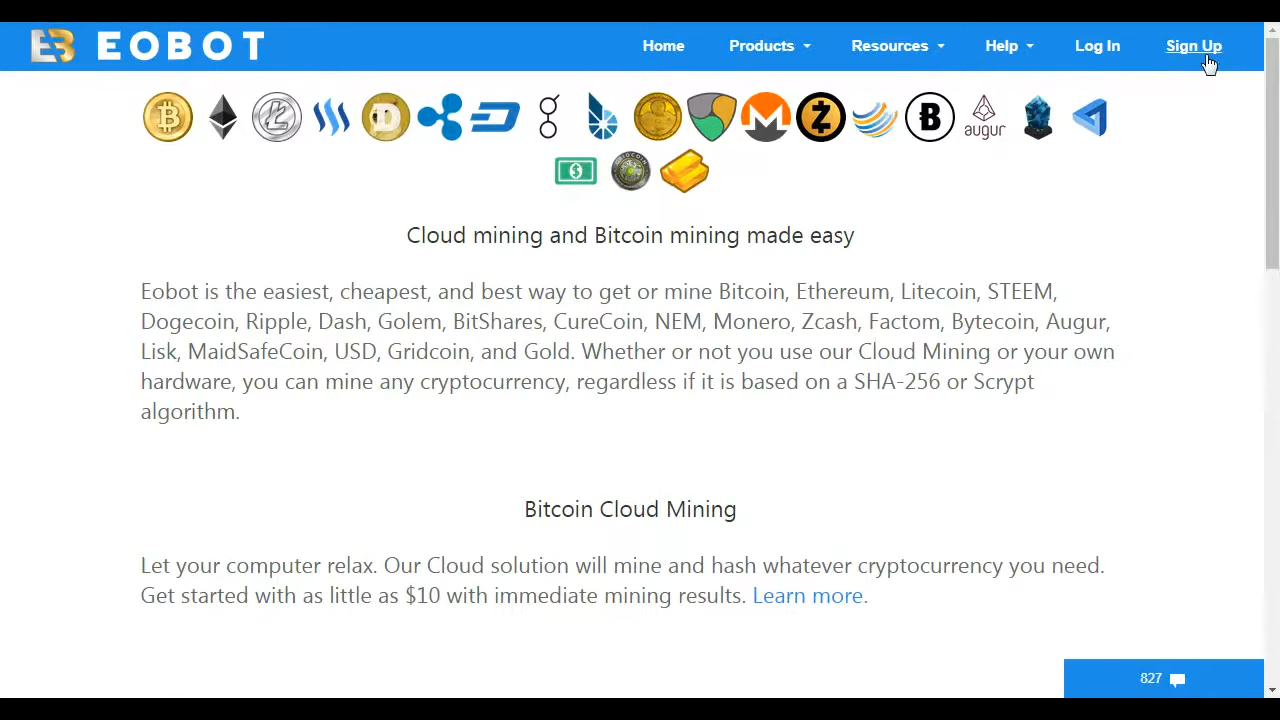 EOBOT
Home Products Resources Help Log In Sign Up
augur
Cloud mining and Bitcoin mining made easy
Eobot is the easiest, cheapest, and best way to get or mine Bitcoin, Ethereum, Litecoin, STEEM,
Dogecoin, Ripple, Dash, Golem, BitShares, CureCoin, NEM, Monero, Zcash, Factom, Bytecoin, Augur,
Lisk, MaidSafeCoin, USD, Gridcoin, and Gold. Whether or not you use our Cloud Mining or your own
hardware, you can mine any cryptocurrency, regardless if it is based on a SHA-256 or Scrypt
algorithm.
Bitcoin Cloud Mining
Let your computer relax. Our Cloud solution will mine and hash whatever cryptocurrency you need.
Get started with as little as $10 with immediate mining results. Learn more.
827